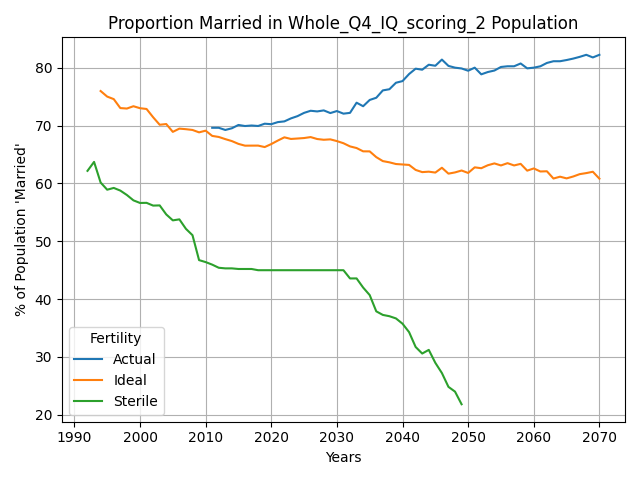 Proportion Married in Whole_Q4_IQ_scoring_2 Population
% of Population 'Married'
80
70
60
50
40
30
20
Fertility
Actual
Ideal
Sterile
1990 2000 2010 2020 2030 2040 2050 2060 2070
Years